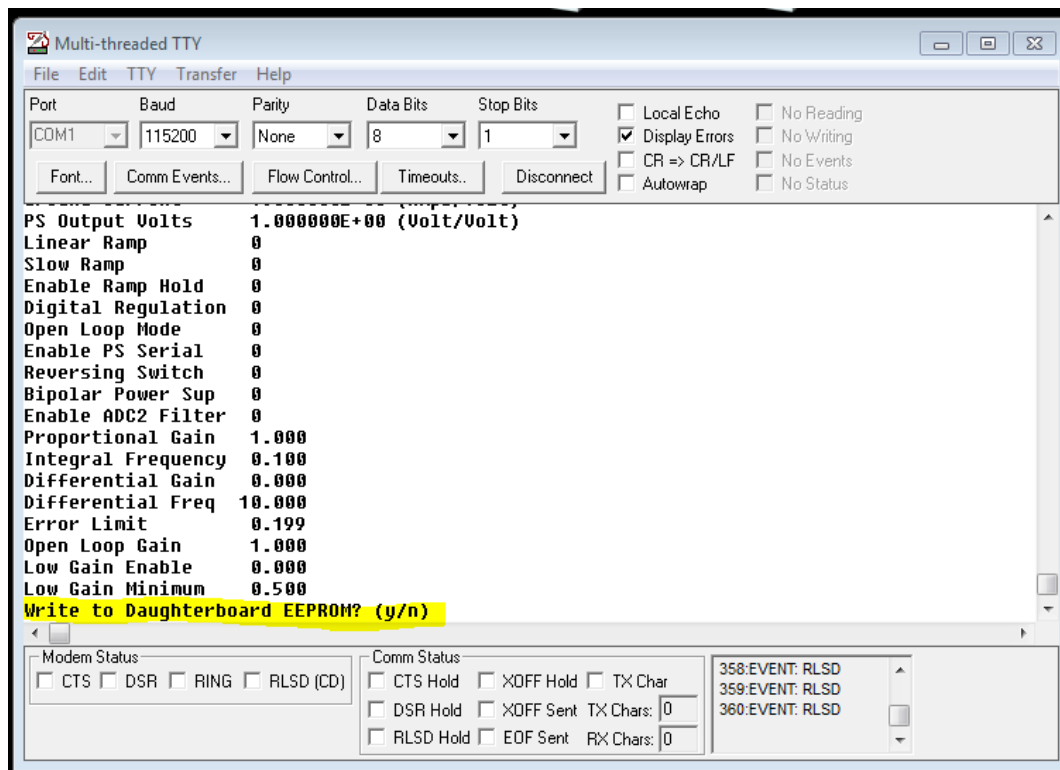 Multi-threaded TTY
File Edit TTY Transfer Help
Port Baud Parity Data Bits Stop Bits
COM1 115200 None 8 1
Local Echo No Reading
Display Errors No Writing
CR => CR/LF No Events
Autowrap No Status
Font... Comm Events... Flow Control... Timeouts.. Disconnect
PS Output Volts 1.000000E+00 (Volt/Volt)
Linear Ramp 0
Slow Ramp 0
Enable Ramp Hold 0
Digital Regulation 0
Open Loop Mode 0
Enable PS Serial 0
Reversing Switch 0
Bipolar Power Sup 0
Enable ADC2 Filter 0
Proportional Gain 1.000
Integral Frequency 0.100
Differential Gain 0.000
Differential Freq 10.000
Error Limit 0.199
Open Loop Gain 1.000
Low Gain Enable 0.000
Low Gain Minimum 0.500
Write to Daughterboard EEPROM? (y/n)
Modem Status
CTS DSR RING RLSD (CD)
Comm Status
CTS Hold XOFF Hold TX Char
DSR Hold XOFF Sent TX Chars: 0
RLSD Hold EOF Sent RX Chars: 0
358:EVENT: RLSD
359:EVENT: RLSD
360:EVENT: RLSD